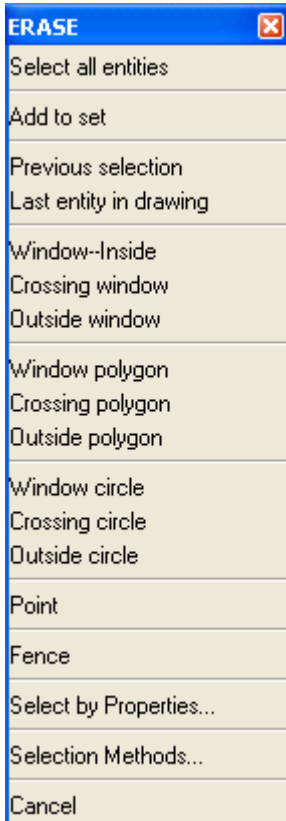 ERASE
Select all entities
Add to set
Previous selection
Last entity in drawing
Window--Inside
Crossing window
Outside window
Window polygon
Crossing polygon
Outside polygon
Window circle
Crossing circle
Outside circle
Point
Fence
Select by Properties...
Selection Methods...
Cancel